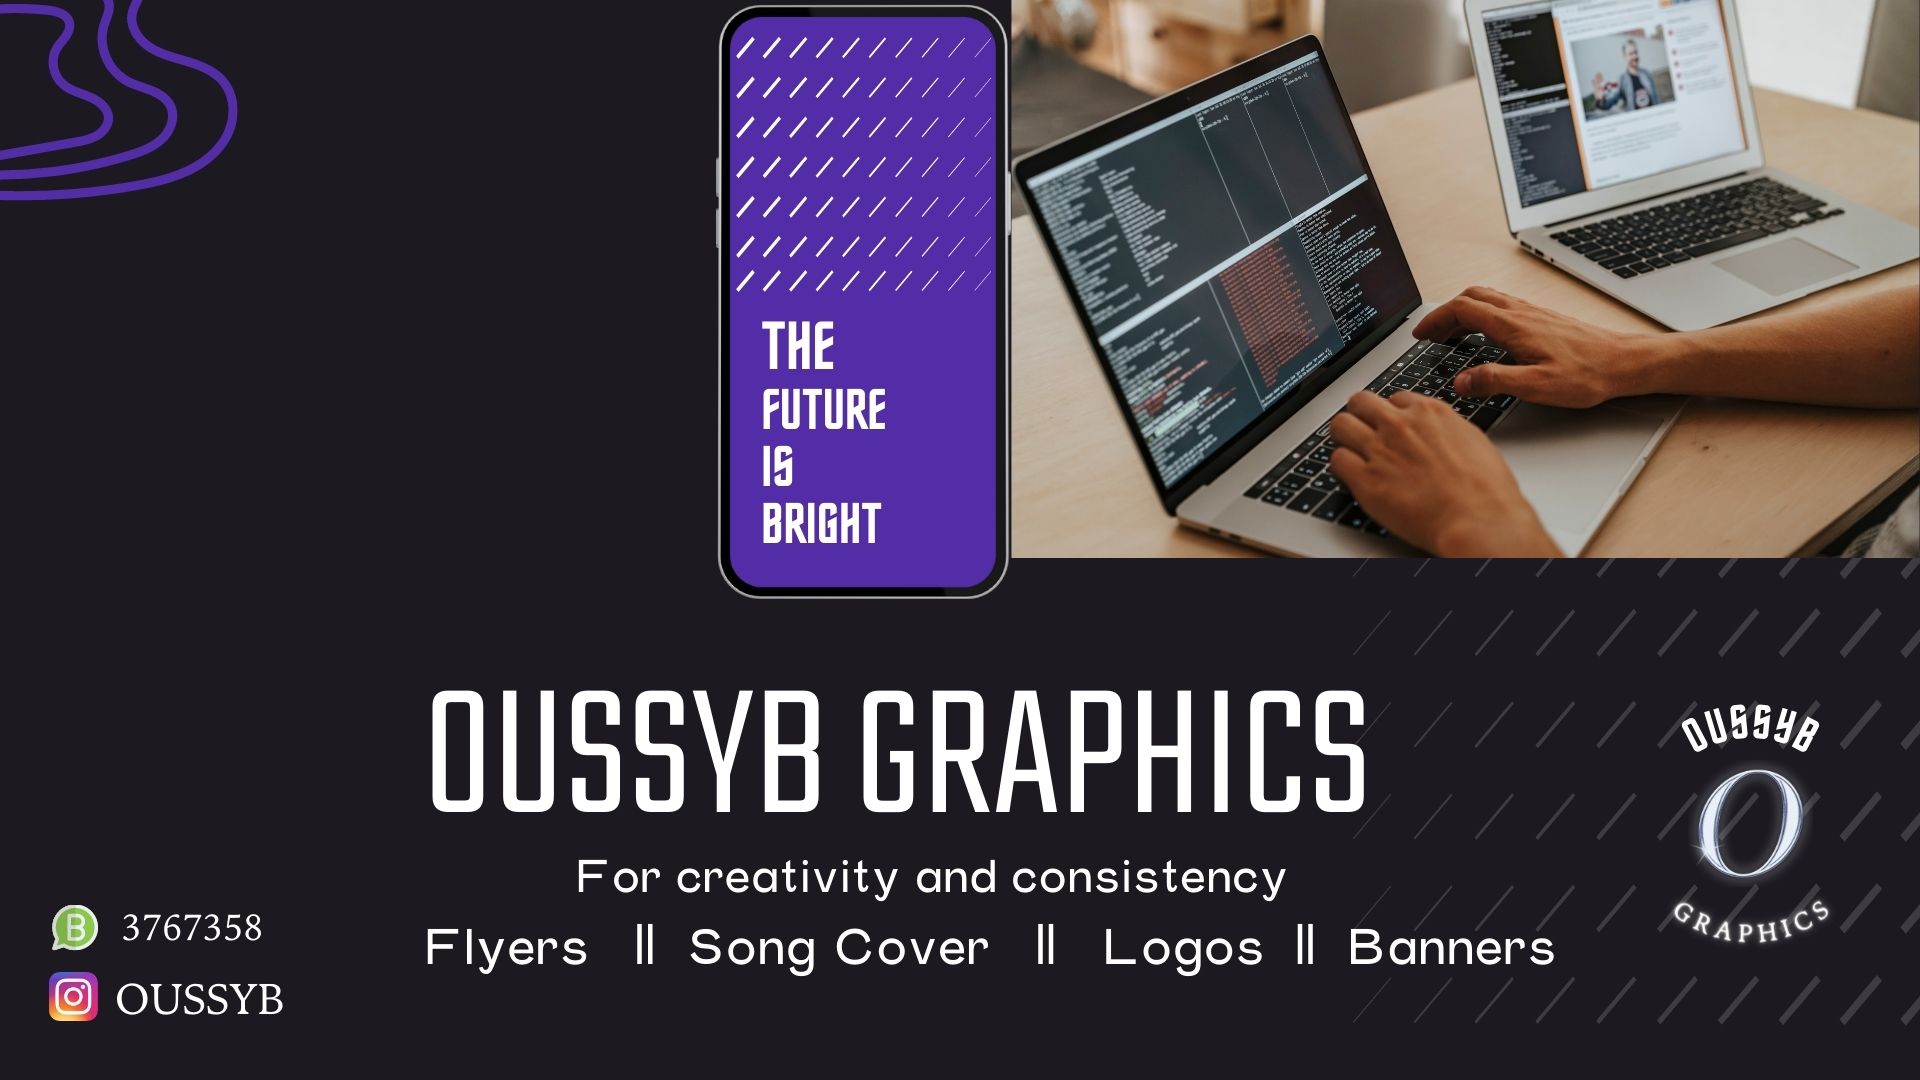 THE
FUTURE
IS
BRIGHT
OUSSYB GRAPHICS
For creativity and consistency
Flyers || Song Cover || Logos || Banners
3767358
OUSSYB
OUSSYB
O
GRAPHICS